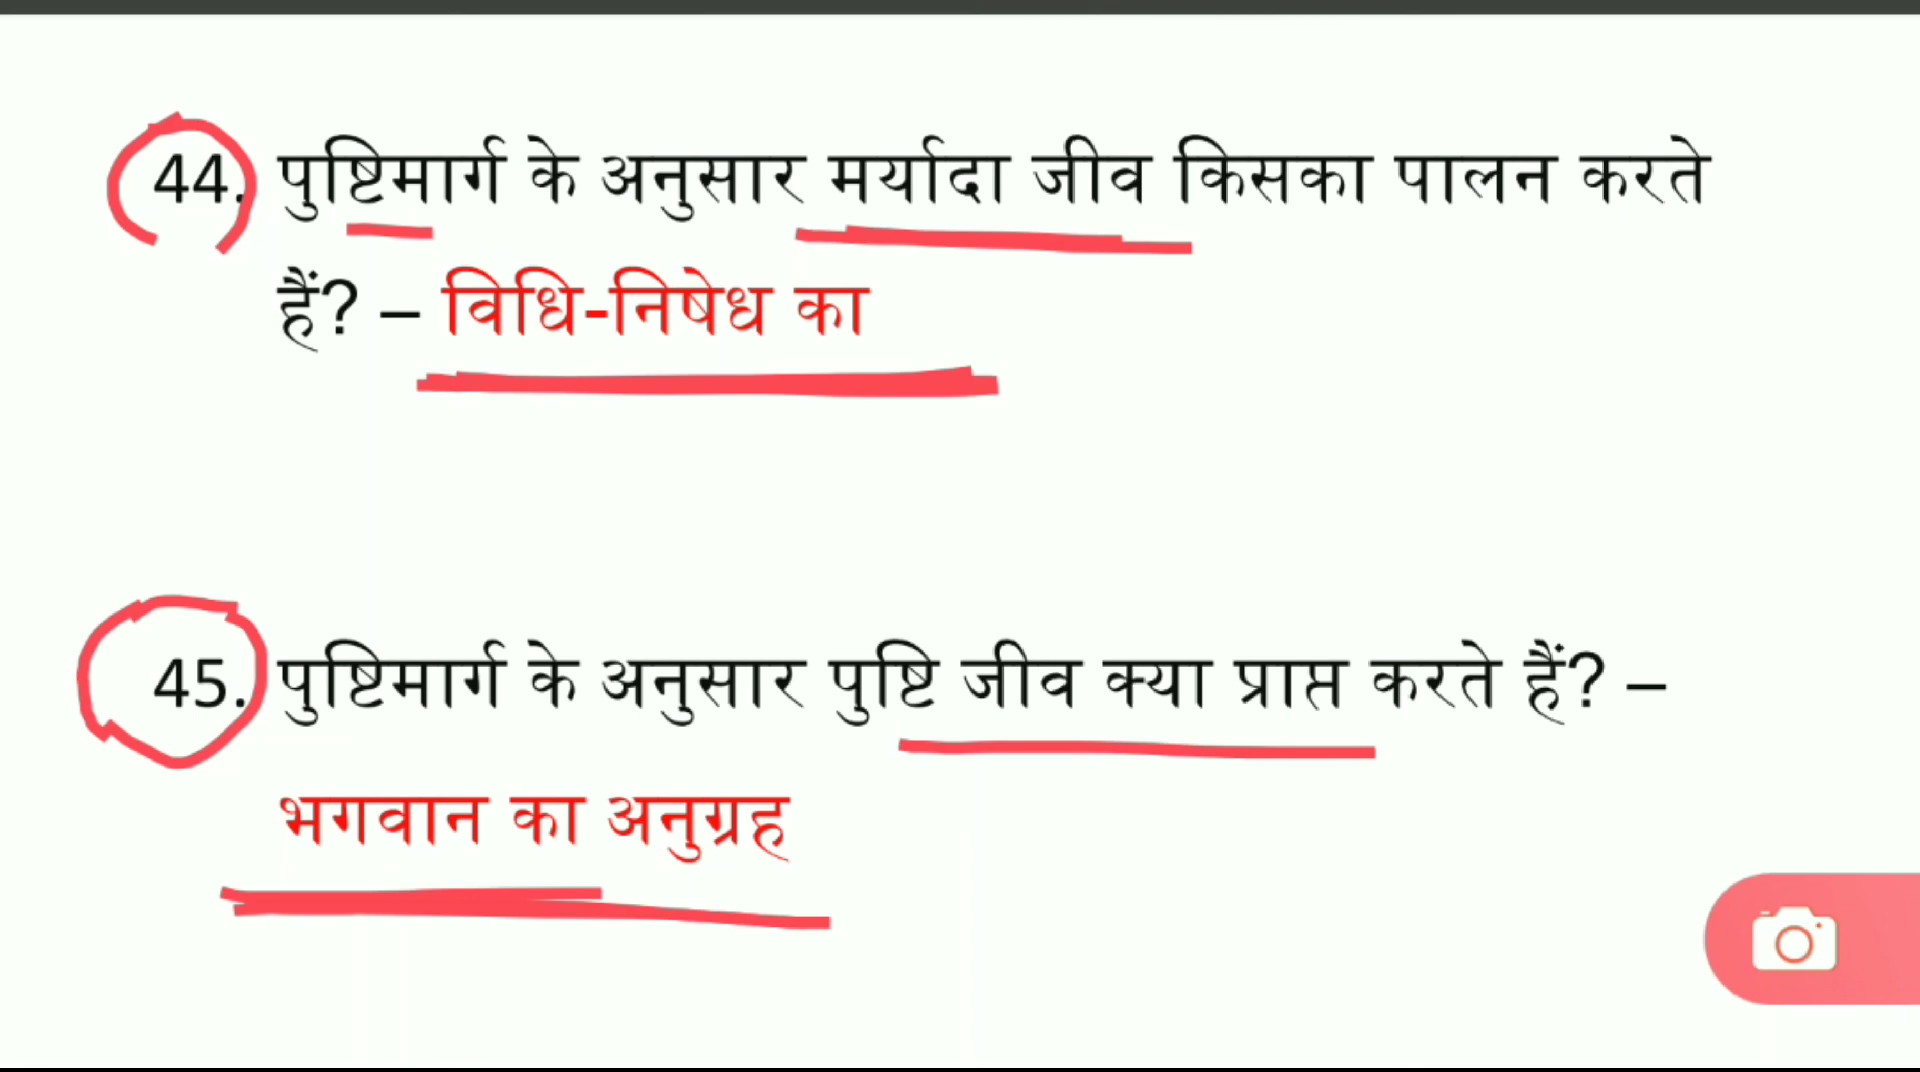 44. पुष्टिमार्ग के अनुसार मर्यादा जीव किसका पालन करते
हैं? – विधि-निषेध का
45. पुष्टिमार्ग के अनुसार पुष्टि जीव क्या प्राप्त करते हैं? –
भगवान का अनुग्रह